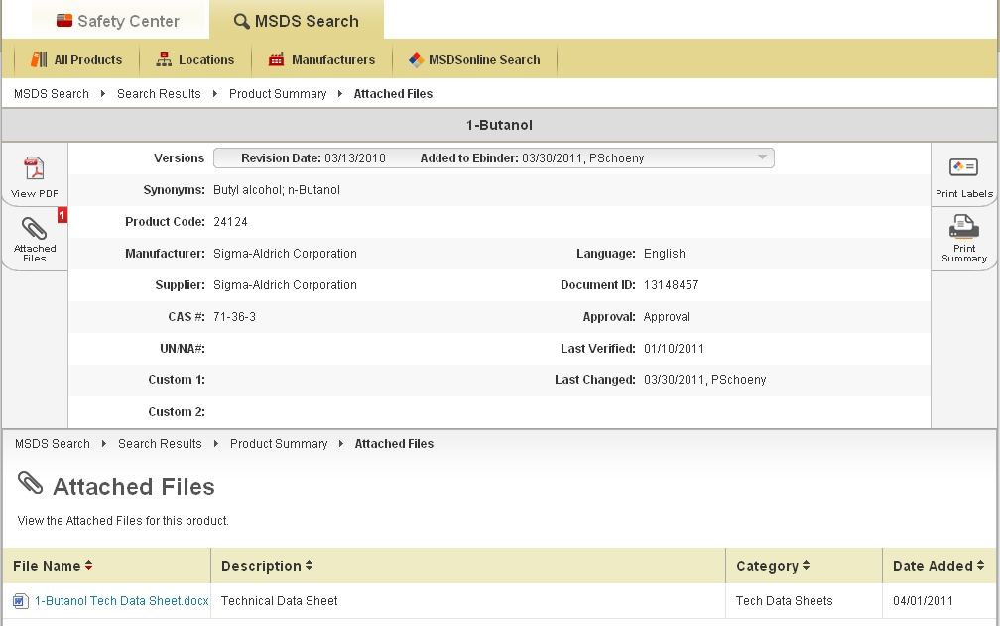 Safety Center MSDS Search
All Products Locations Manufacturers MSDSonline Search
MSDS Search Search Results Product Summary Attached Files
1-Butanol
Versions Revision Date: 03/13/2010 Added to Ebinder: 03/30/2011, PSchoeny
PDF
View PDF
Print Labels
Synonyms: Butyl alcohol; n-Butanol
1
Product Code: 24124
Attached
Files
Print
Summary
Manufacturer: Sigma-Aldrich Corporation Language: English
Supplier: Sigma-Aldrich Corporation Document ID: 13148457
CAS #: 71-36-3 Approval: Approval
UN/NA#: Last Verified: 01/10/2011
Custom 1: Last Changed: 03/30/2011, PSchoeny
Custom 2:
MSDS Search Search Results Product Summary Attached Files
Attached Files
View the Attached Files for this product.
File Name Description Category Date Added
1-Butanol Tech Data Sheet.docx Technical Data Sheet Tech Data Sheets 04/01/2011